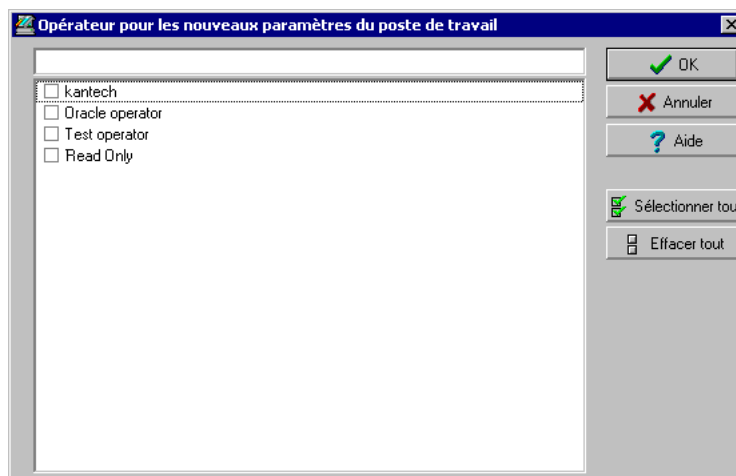 Opérateur pour les nouveaux paramètres du poste de travail
kantech
Oracle operator
Test operator
Read Only
OK
Annuler
Aide
Sélectionner tou
Effacer tout